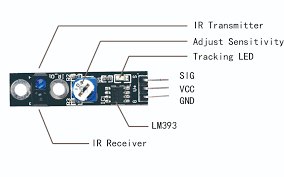 IR Transmitter
Adjust Sensitivity
Tracking LED
SIG
VCC
GND
LM393
IR Receiver